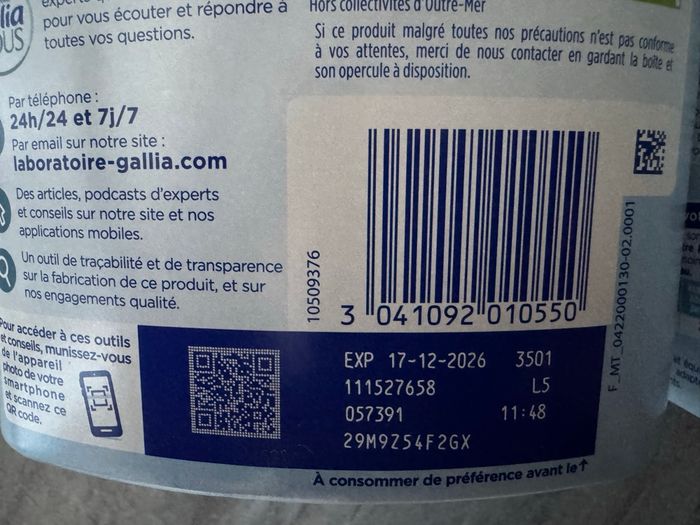 pour vous écouter et répondre à
toutes vos questions.
Par téléphone :
24h/24 et 7j/7
Par email sur notre site :
laboratoire-gallia.com
Des articles, podcasts d'experts
et conseils sur notre site et nos
applications mobiles.
Un outil de traçabilité et de transparence
sur la fabrication de ce produit, et sur
nos engagements qualité.
Pour accéder à ces outils
et conseils, munissez-vous
de l'appareil
photo de votre
smartphone
et scannez ce
QR code.
Hors collectivités d'Outre-Mer
Si ce produit malgré toutes nos précautions n'est pas conforme
à vos attentes, merci de nous contacter en gardant la boîte et
son opercule à disposition.
10509376
3 041092 010550
F_MT_0422000130-02.0001
EXP 17-12-2026 3501
111527658 L5
057391 11:48
29M9Z54F2GX
À consommer de préférence avant le↑